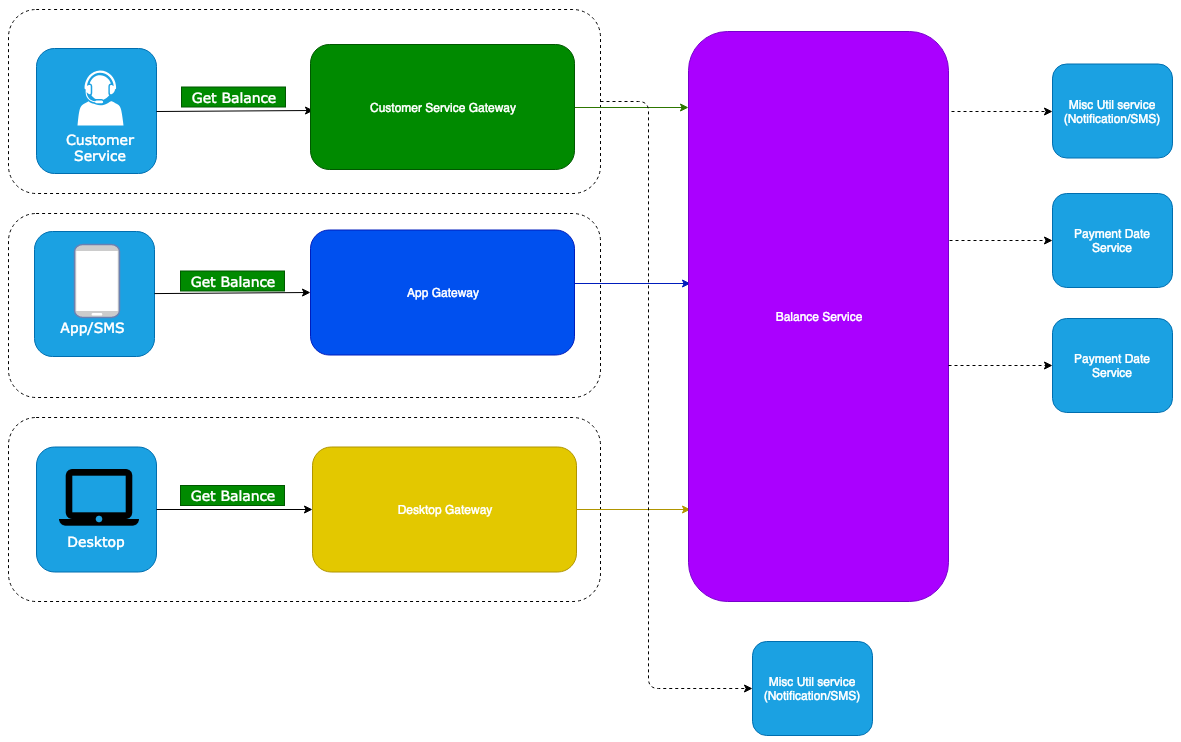 Customer
Service
Get Balance
Customer Service Gateway
App/SMS
Get Balance
App Gateway
Desktop
Get Balance
Desktop Gateway
Balance Service
Misc Util service
(Notification/SMS)
Payment Date
Service
Payment Date
Service
Misc Util service
(Notification/SMS)